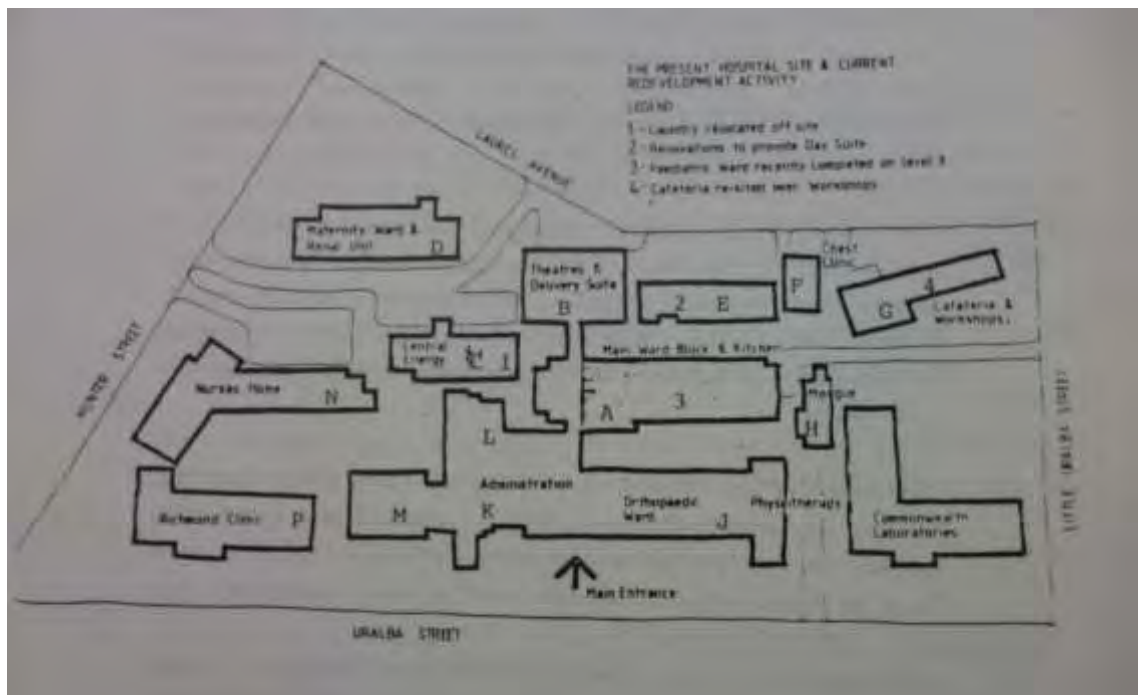 THE PRESENT HOSPITAL SITE & CURRENT
REDEVELOPMENT ACTIVITY
LEGEND
1 - Laundry relocated off site
2 - Renovations to provide Day Suite
3 - Paediatric Ward recently completed on level
4 - Cafeteria re-sited over Workshops
LAUREL AVENUE
HUNTER STREET
Maternity Ward &
Renal Unit
D
Theatres &
Delivery Suite
B
2 E
F
Chest
Clinic
4
G
Cafeteria &
Workshops
Central
Energy
C 1
Main Ward Block & Kitchen
Nurses Home
N
A
3
H
L
Administration
M
K
Orthopaedic
Ward
J
Physiotherapy
Richmond Clinic
P
Commonwealth
Laboratories
Main Entrance
URALBA STREET
LITTLE URALBA STREET